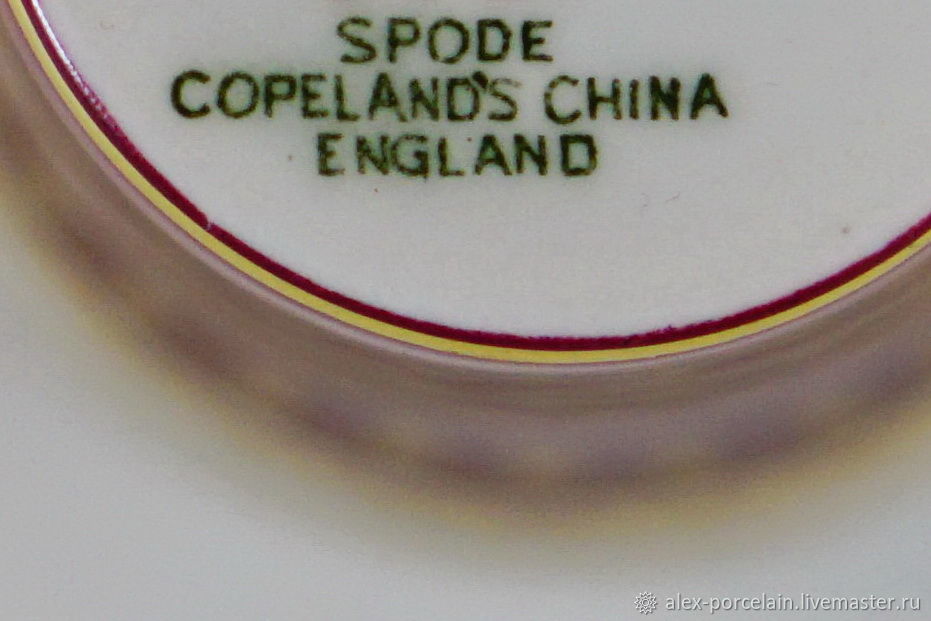 SPODE
COPELAND'S CHINA
ENGLAND
alex-porcelain.livemaster.ru